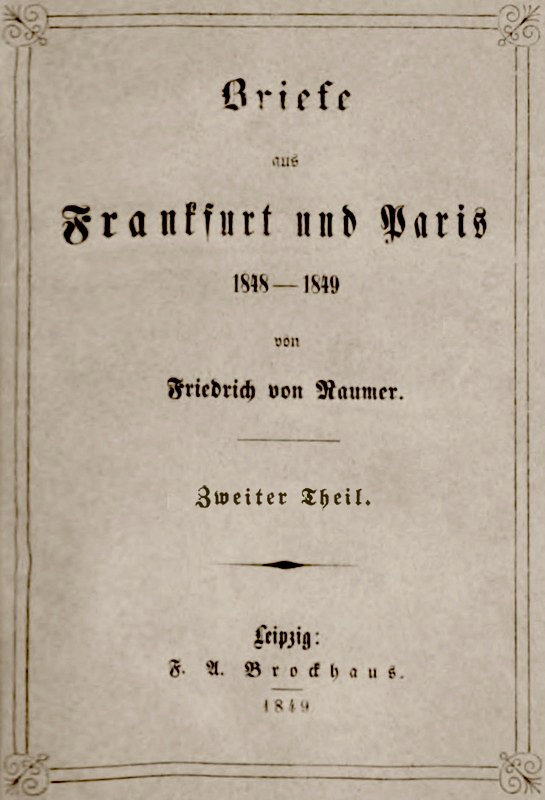 Briefe
aus
Frankfurt und Paris
1848—1849
von
Friedrich von Raumer.
Zweiter Theil.
Leipzig:
F. A. Brockhaus.
1849